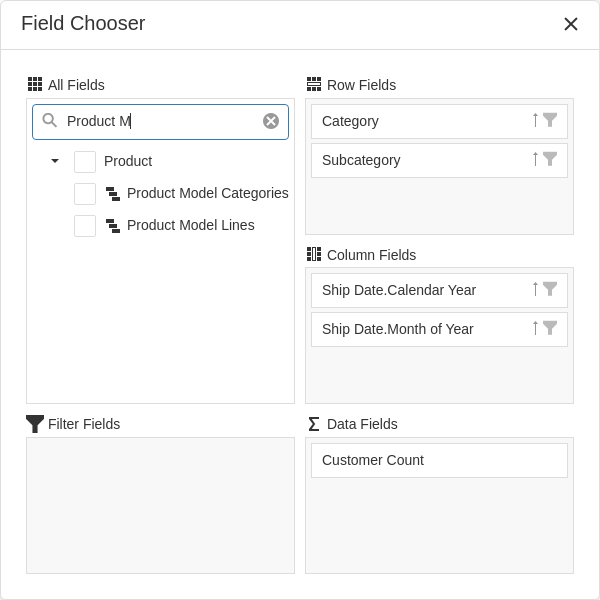 Field Chooser
All Fields
Product M
Product
Product Model Categories
Product Model Lines
Row Fields
Category
Subcategory
Column Fields
Ship Date.Calendar Year
Ship Date.Month of Year
Filter Fields
Data Fields
Customer Count